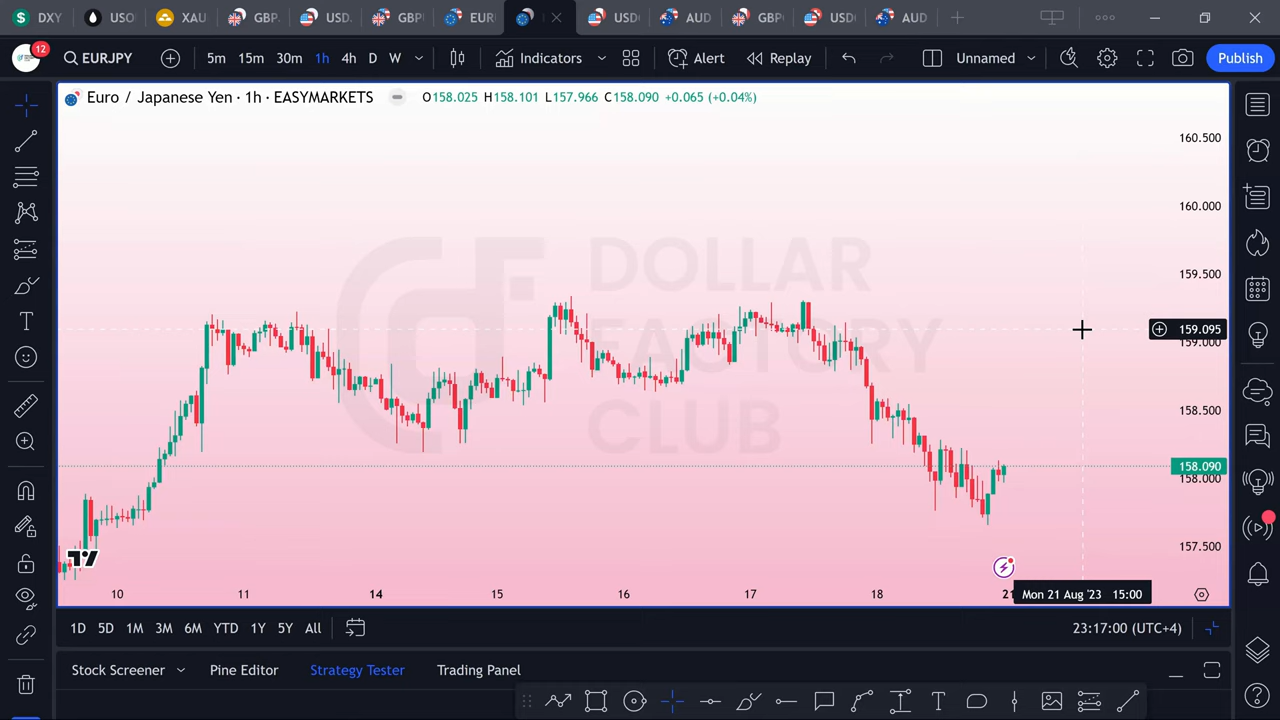 DXY
USO
XAU
GBP.
USD.
GBP
EUR
USD
AUD
GBP
USD
AUD
12
EURJPY
5m 15m 30m 1h 4h D W
Indicators
Alert
Replay
Unnamed
Publish
Euro / Japanese Yen · 1h · EASYMARKETS
O158.025 H158.101 L157.966 C158.090 +0.065 (+0.04%)
DOLLAR
FACTORY
CLUB
160.500
160.000
159.500
159.095
159.000
158.500
158.090
158.000
157.500
10 11 14 15 16 17 18 21
Mon 21 Aug '23 15:00
1D 5D 1M 3M 6M YTD 1Y 5Y All
23:17:00 (UTC+4)
Stock Screener
Pine Editor
Strategy Tester
Trading Panel